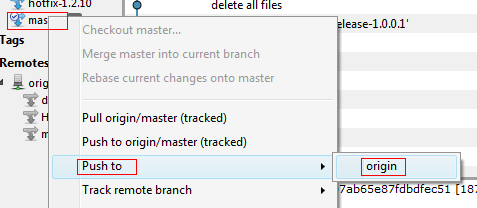 hotfix-1.2.10
delete all files
mas
Checkout master...
elease-1.0.0.1'
Merge master into current branch
Tags
Rebase current changes onto master
Remotes
orig
Pull origin/master (tracked)
d
H
Push to origin/master (tracked)
m
Push to
origin
Track remote branch
7ab65e87fdbdfec51 [187